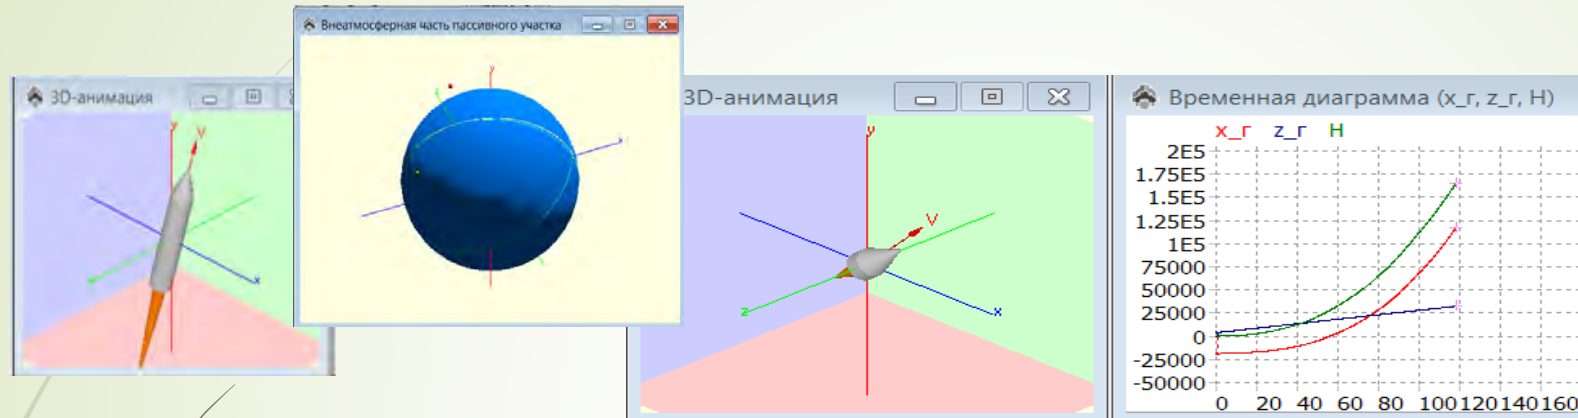 3D-анимация
y
V
x
Внеатмосферная часть пассивного участка
y
x
3D-анимация
y
V
z
x
Временная диаграмма (x_г, z_г, H)
x_г z_г H
2E5
1.75E5
1.5E5
1.25E5
1E5
75000
50000
25000
0
-25000
-50000
0 20 40 60 80 100 120 140 160